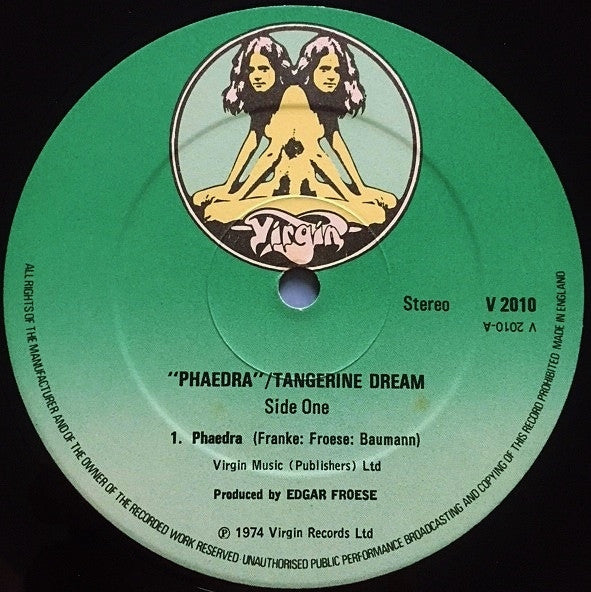 Virgin
Stereo V 2010
V 2010-A
"PHAEDRA"/TANGERINE DREAM
Side One
1. Phaedra (Franke: Froese: Baumann)
Virgin Music (Publishers) Ltd
Produced by EDGAR FROESE
℗ 1974 Virgin Records Ltd
ALL RIGHTS OF THE MANUFACTURER AND OF THE OWNER OF THE RECORDED WORK RESERVED·UNAUTHORISED PUBLIC PERFORMANCE BROADCASTING AND COPYING OF THIS RECORD PROHIBITED MADE IN ENGLAND